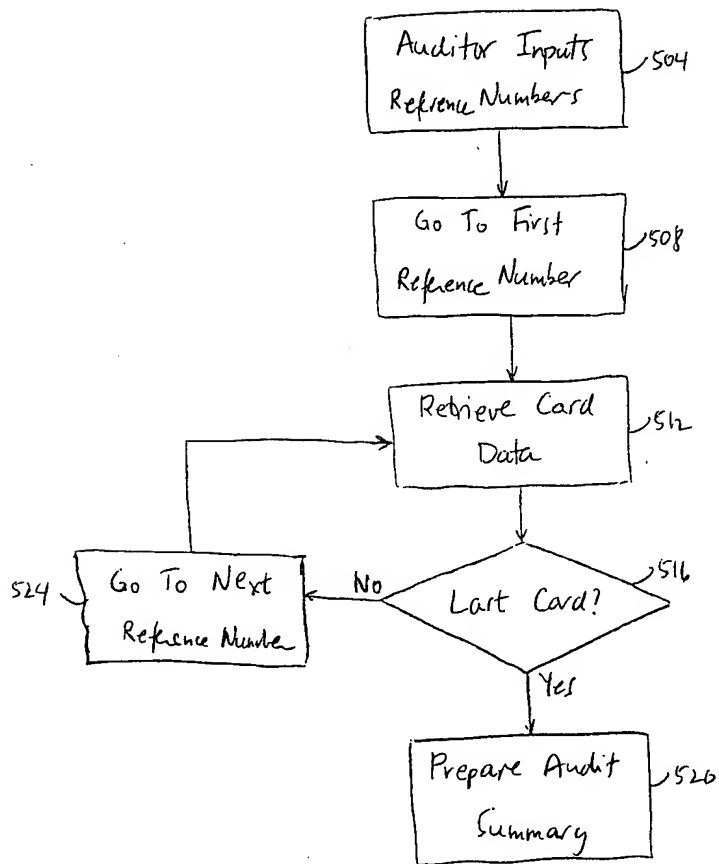 Auditor Inputs
Reference Numbers
504
Go To First
Reference Number
508
Retrieve Card
Data
512
Last Card?
516
No
Go To Next
Reference Number
524
Yes
Prepare Audit
Summary
520